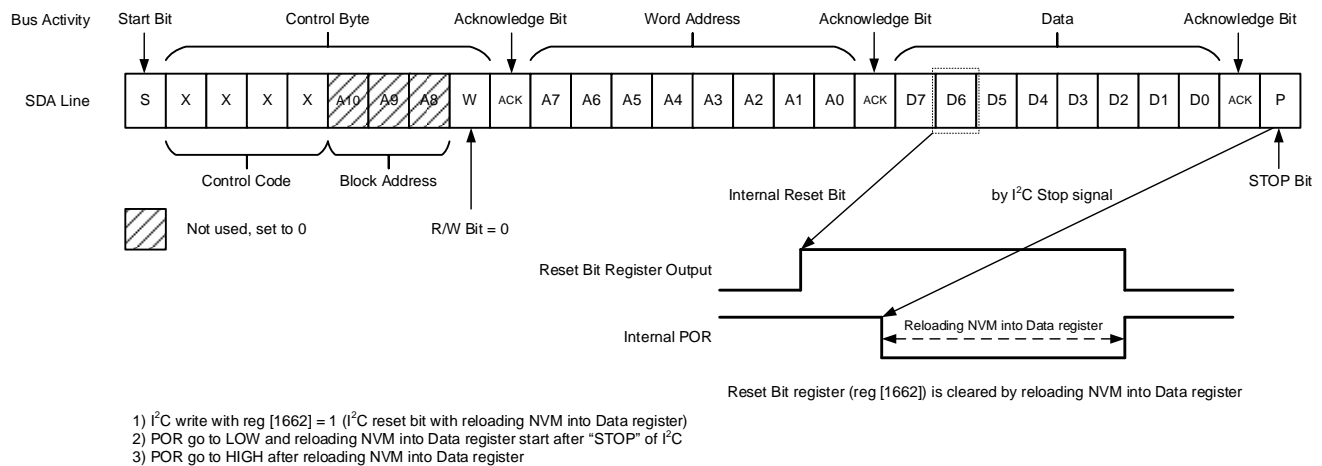 Bus Activity Start Bit Control Byte Acknowledge Bit Word Address Acknowledge Bit Data Acknowledge Bit
SDA Line S X X X X A10 A9 A8 W ACK A7 A6 A5 A4 A3 A2 A1 A0 ACK D7 D6 D5 D4 D3 D2 D1 D0 ACK P
Control Code Block Address STOP Bit
Internal Reset Bit by I²C Stop signal
Not used, set to 0 R/W Bit = 0
Reset Bit Register Output
Reloading NVM into Data register
Internal POR
Reset Bit register (reg [1662]) is cleared by reloading NVM into Data register
1) I²C write with reg [1662] = 1 (I²C reset bit with reloading NVM into Data register)
2) POR go to LOW and reloading NVM into Data register start after “STOP” of I²C
3) POR go to HIGH after reloading NVM into Data register